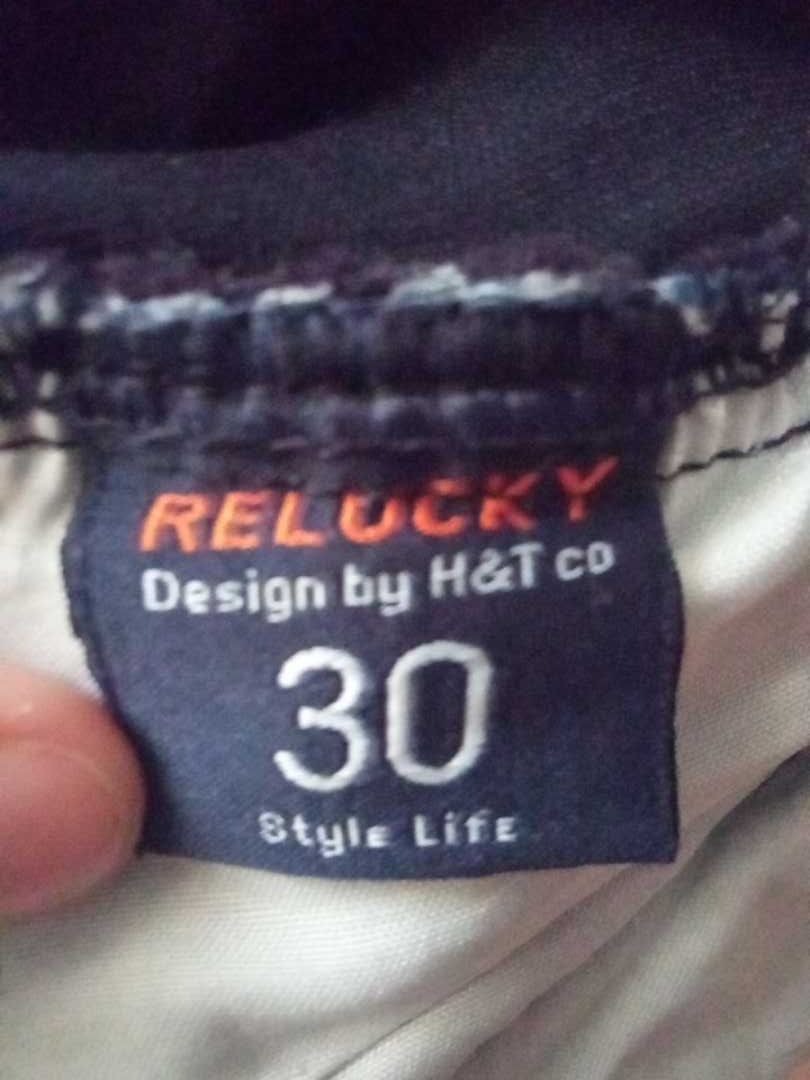 RELUCKY
Design by H&T co
30
Style Life